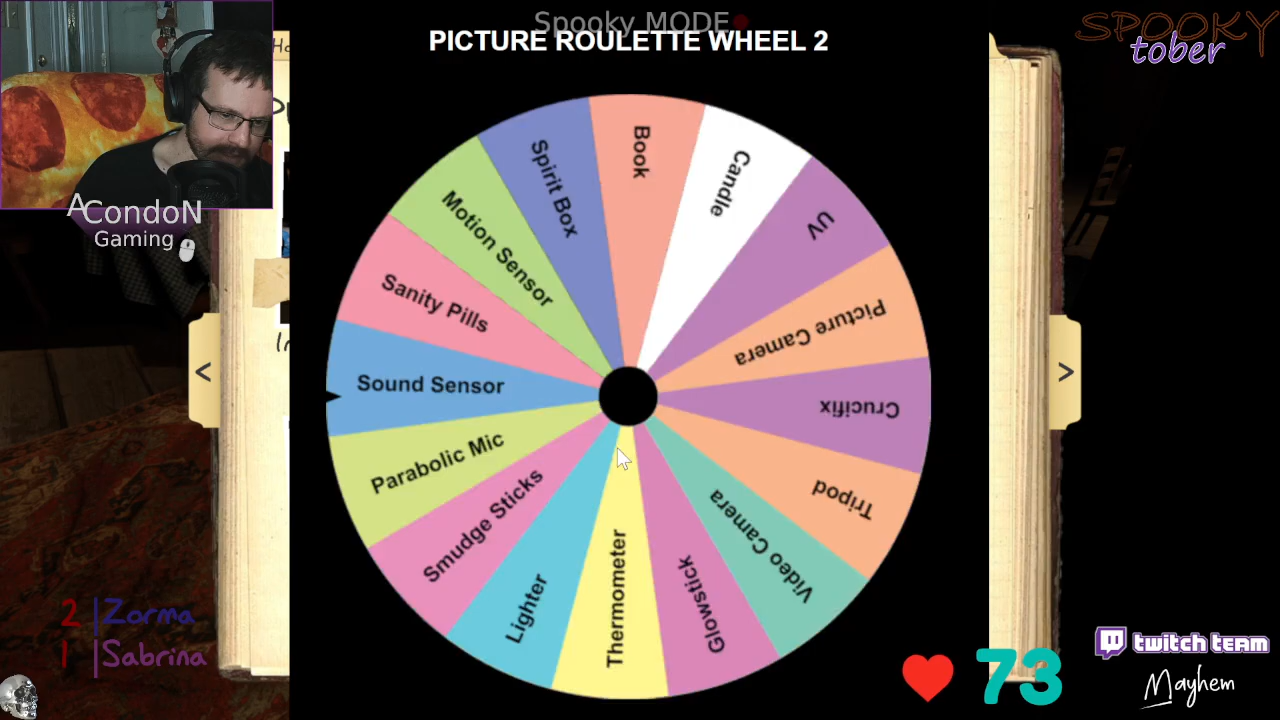 Spooky MODE
PICTURE ROULETTE WHEEL 2
SPOOKY
tober
ACondoN
Gaming
Book
Candle
UV
Picture Camera
Crucifix
Tripod
Video Camera
Glowstick
Thermometer
Lighter
Smudge Sticks
Parabolic Mic
Sound Sensor
Sanity Pills
Motion Sensor
Spirit Box
<
>
2 | Zorma
1 | Sabrina
73
twitch team
Mayhem